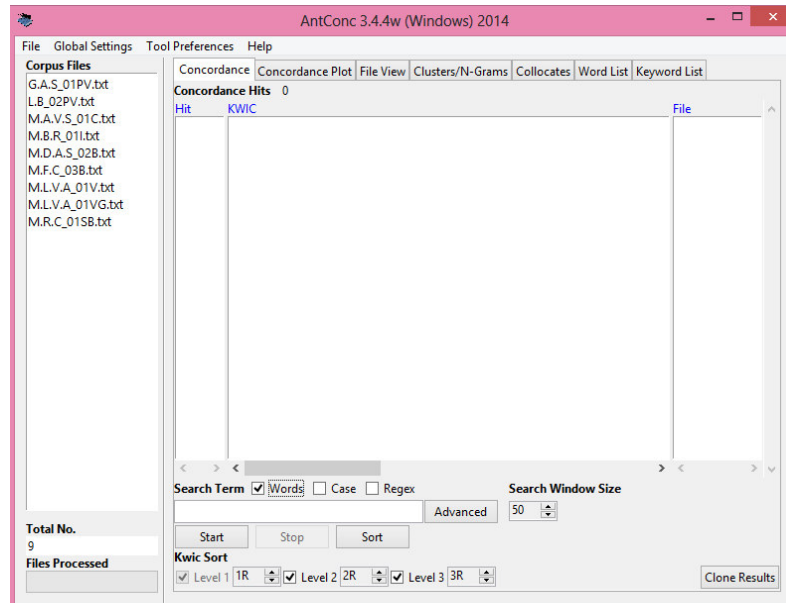 AntConc 3.4.4w (Windows) 2014
File Global Settings Tool Preferences Help
Corpus Files
G.A.S_01PV.txt
L.B_02PV.txt
M.A.V.S_01C.txt
M.B.R_01I.txt
M.D.A.S_02B.txt
M.F.C_03B.txt
M.L.V.A_01V.txt
M.L.V.A_01VG.txt
M.R.C_01SB.txt
Total No.
9
Files Processed
Concordance Concordance Plot File View Clusters/N-Grams Collocates Word List Keyword List
Concordance Hits 0
Hit KWIC File
Search Term Words Case Regex Search Window Size
Advanced 50
Start Stop Sort
Kwic Sort
Level 1 1R Level 2 2R Level 3 3R Clone Results